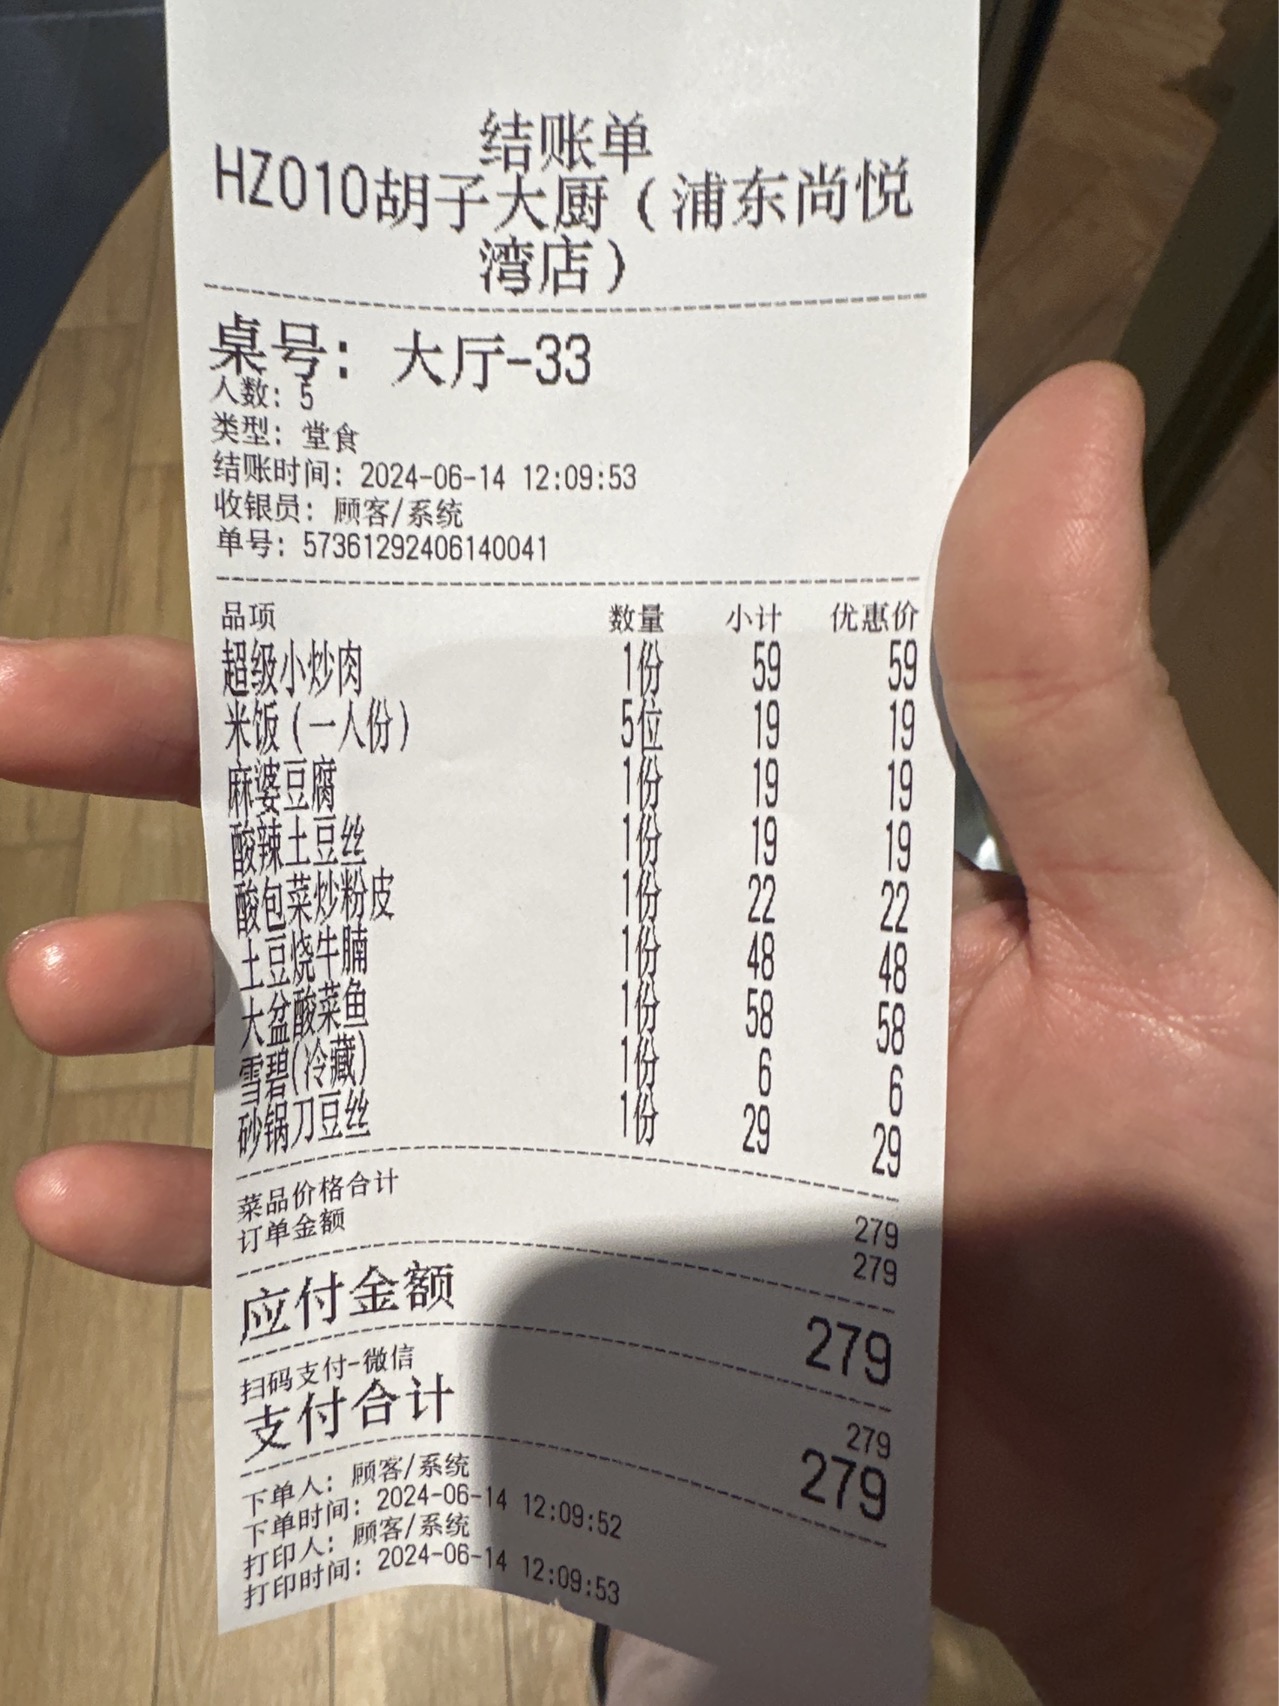 结账单
HZ010胡子大厨（浦东尚悦
湾店）
桌号：大厅-33
人数：5
类型：堂食
结账时间：2024-06-14 12:09:53
收银员：顾客/系统
单号：57361292406140041
品项 数量 小计 优惠价
超级小炒肉 1份 59 59
米饭（一人份） 5位 19 19
麻婆豆腐 1份 19 19
酸辣土豆丝 1份 19 19
酸包菜炒粉皮 1份 22 22
土豆烧牛腩 1份 48 48
大盆酸菜鱼 1份 58 58
雪碧(冷藏) 1份 6 6
砂锅刀豆丝 1份 29 29
菜品价格合计 279
订单金额 279
应付金额 279
扫码支付-微信 279
支付合计 279
下单人：顾客/系统
下单时间：2024-06-14 12:09:52
打印人：顾客/系统
打印时间：2024-06-14 12:09:53